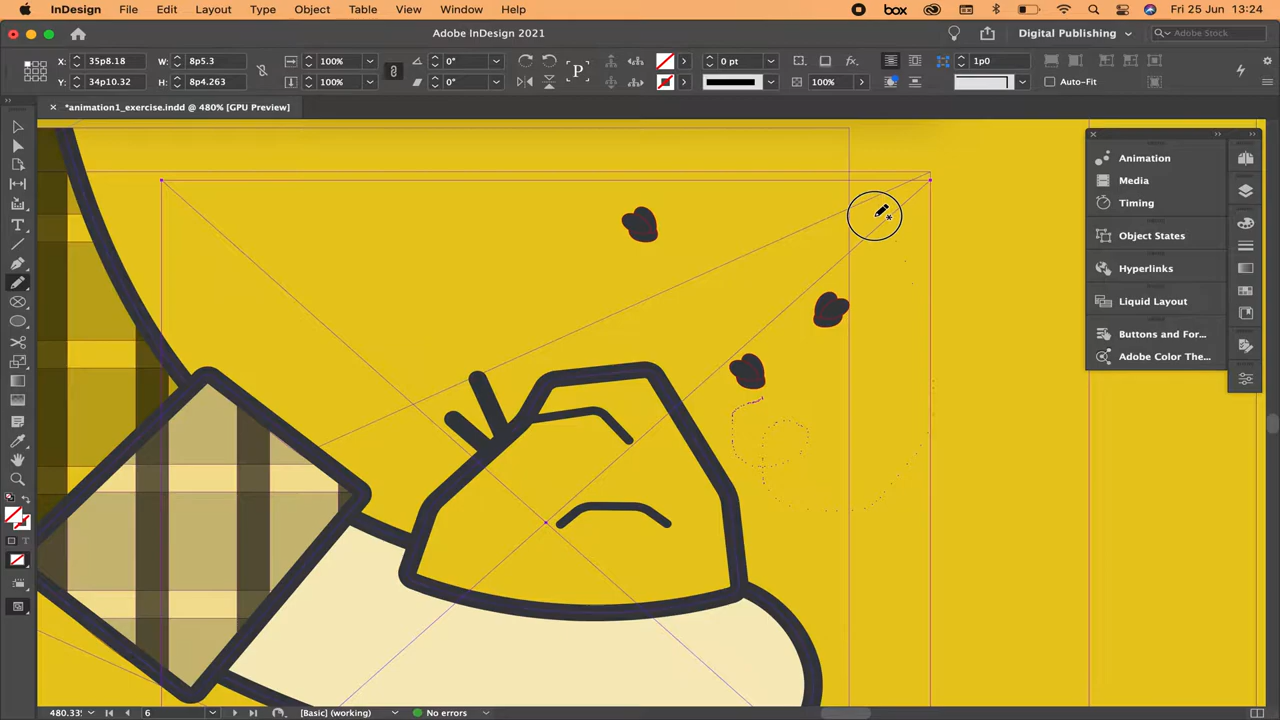 InDesign File Edit Layout Type Object Table View Window Help box Fri 25 Jun 13:24
Adobe InDesign 2021 Digital Publishing Adobe Stock
X: 35p8.18 W: 8p5.3 100% 0° P 0 pt fx. 1p0
Y: 34p10.32 H: 8p4.263 100% 0° 100% Auto-Fit
*animation1_exercise.indd @ 480% [GPU Preview]
Animation
Media
Timing
Object States
Hyperlinks
Liquid Layout
Buttons and For...
Adobe Color The...
480.33% 6 [Basic] (working) No errors